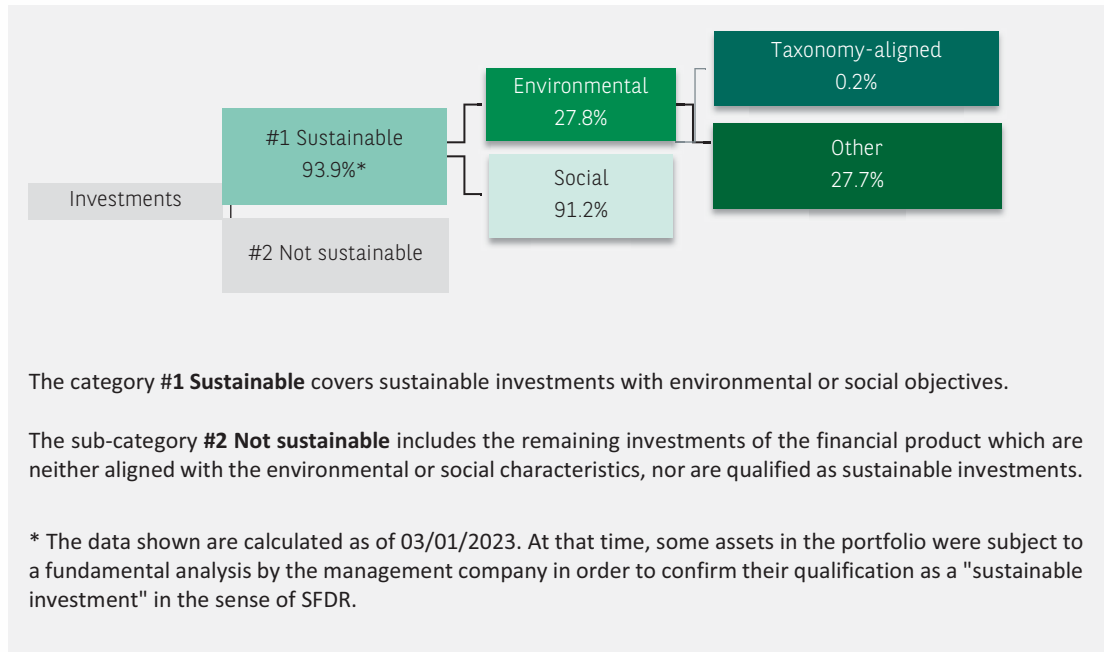 Taxonomy-aligned
0.2%
Environmental
27.8%
#1 Sustainable
93.9%*
Other
27.7%
Social
91.2%
Investments
#2 Not sustainable
The category #1 Sustainable covers sustainable investments with environmental or social objectives.
The sub-category #2 Not sustainable includes the remaining investments of the financial product which are
neither aligned with the environmental or social characteristics, nor are qualified as sustainable investments.
* The data shown are calculated as of 03/01/2023. At that time, some assets in the portfolio were subject to
a fundamental analysis by the management company in order to confirm their qualification as a "sustainable
investment" in the sense of SFDR.